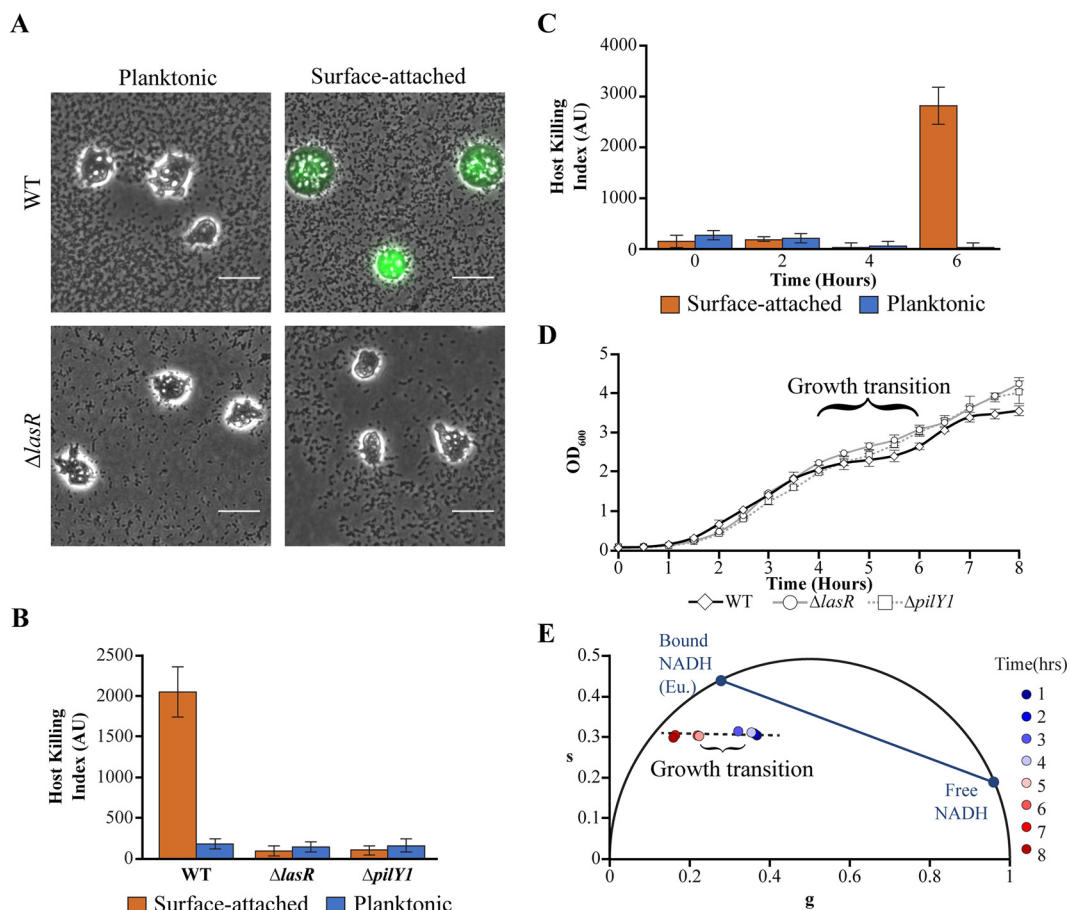 A
Planktonic
Surface-attached
WT
ΔlasR
B
Host Killing
Index (AU)
2500
2000
1500
1000
500
0
WT
ΔlasR
ΔpilY1
Surface-attached
Planktonic
C
Host Killing
Index (AU)
4000
3000
2000
1000
0
0 2 4 6
Time (Hours)
Surface-attached
Planktonic
D
Growth transition
OD600
5
4
3
2
1
0
0 1 2 3 4 5 6 7 8
Time (Hours)
WT
ΔlasR
ΔpilY1
E
Bound
NADH
(Eu.)
Free
NADH
Growth transition
s
0.5
0.4
0.3
0.2
0.1
0
0 0.2 0.4 0.6 0.8 1
g
Time(hrs)
1
2
3
4
5
6
7
8